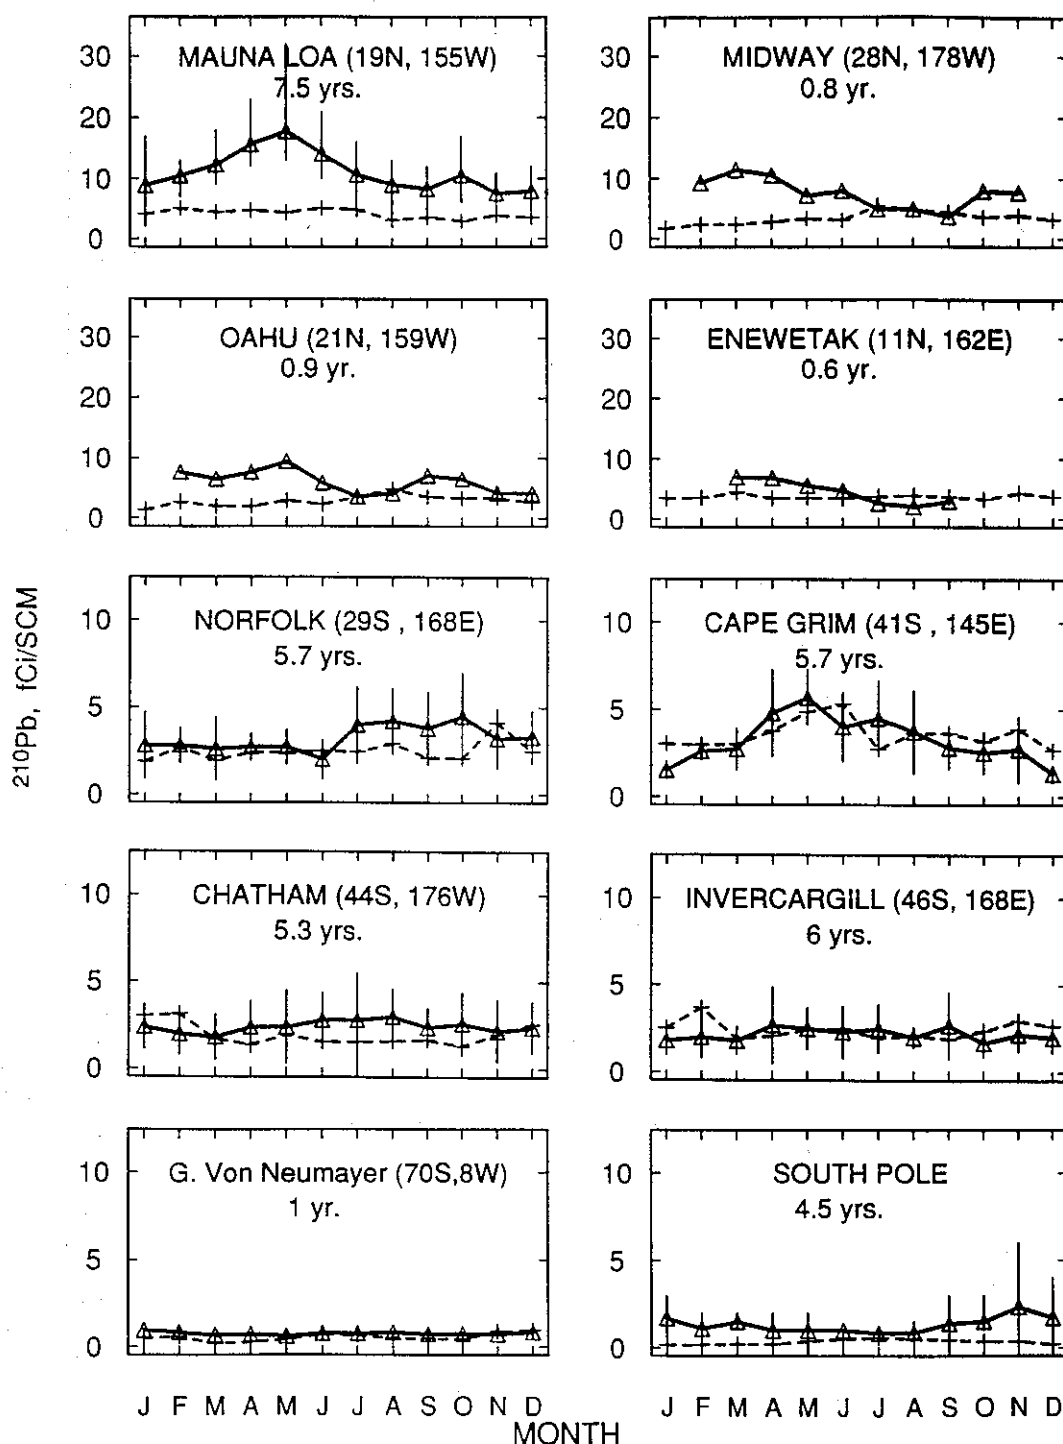 MAUNA LOA (19N, 155W)
7.5 yrs.
30
20
10
0
MIDWAY (28N, 178W)
0.8 yr.
30
20
10
0
OAHU (21N, 159W)
0.9 yr.
30
20
10
0
ENEWETAK (11N, 162E)
0.6 yr.
30
20
10
0
210Pb, fCi/SCM
NORFOLK (29S , 168E)
5.7 yrs.
10
5
0
CAPE GRIM (41S , 145E)
5.7 yrs.
10
5
0
CHATHAM (44S, 176W)
5.3 yrs.
10
5
0
INVERCARGILL (46S, 168E)
6 yrs.
10
5
0
G. Von Neumayer (70S,8W)
1 yr.
10
5
0
SOUTH POLE
4.5 yrs.
10
5
0
J F M A M J J A S O N D
J F M A M J J A S O N D
MONTH